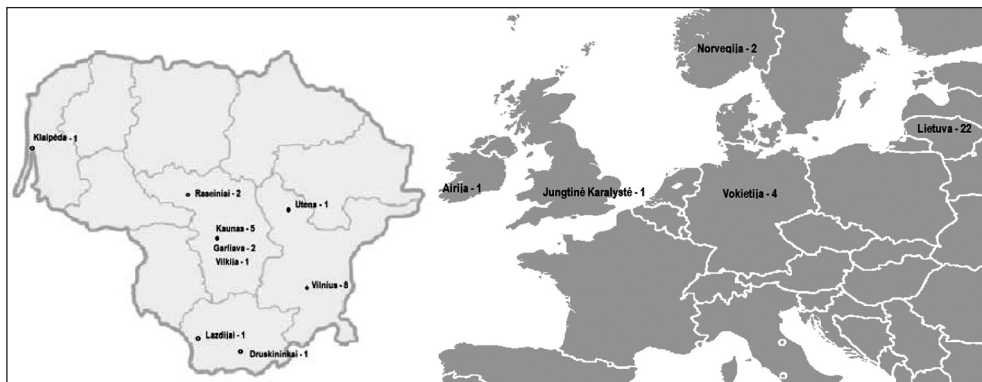 Klaipėda - 1
Raseiniai - 2
Utena - 1
Kaunas - 5
Garliava - 2
Vilkija - 1
Vilnius - 8
Lazdijai - 1
Druskininkai - 1
Norvegija - 2
Lietuva - 22
Airija - 1
Jungtinė Karalystė - 1
Vokietija - 4